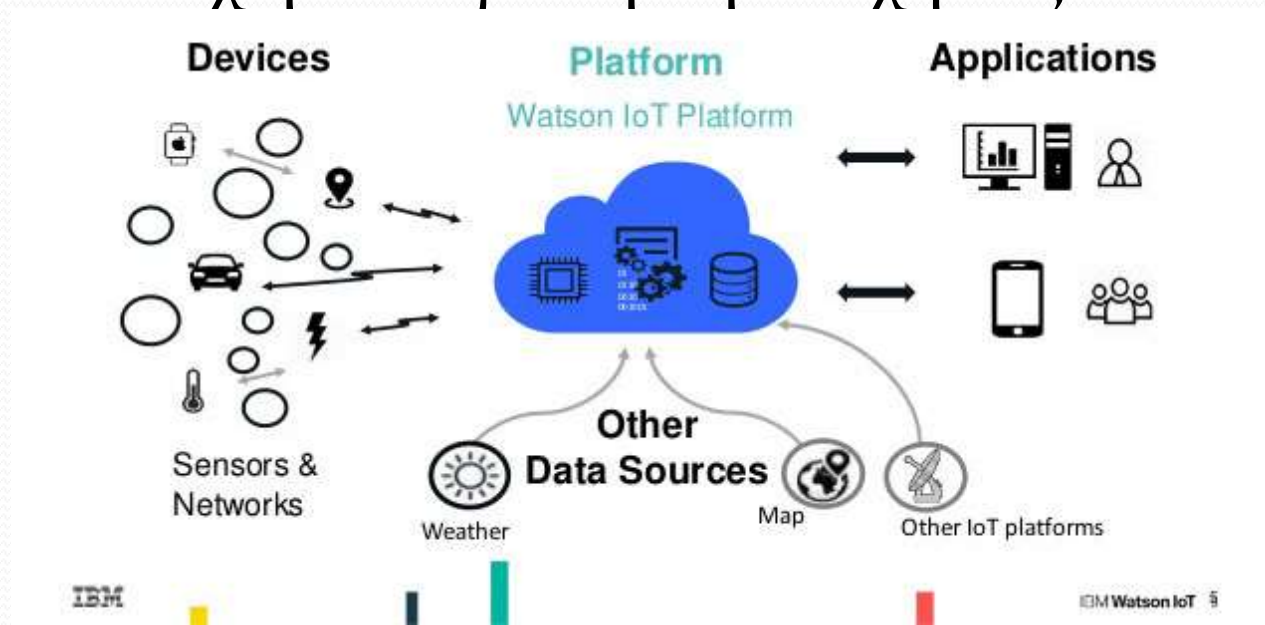 Devices
Platform
Applications
Watson IoT Platform
Other
Data Sources
Sensors &
Networks
Weather
Map
Other IoT platforms
IBM
IBM Watson IoT